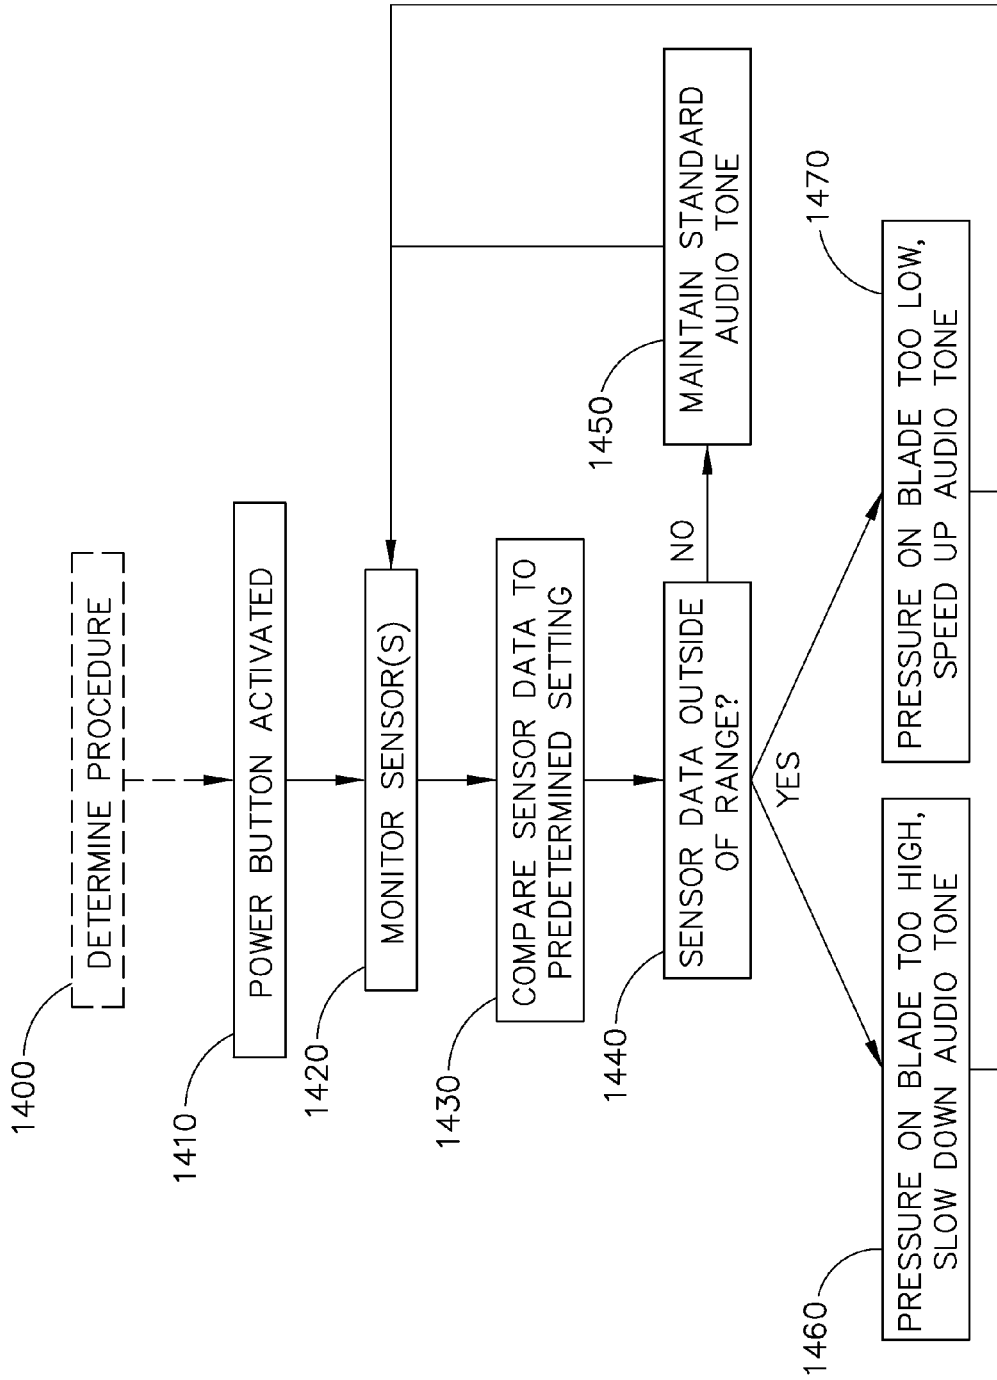 1400
DETERMINE PROCEDURE
1410
POWER BUTTON ACTIVATED
1420
MONITOR SENSOR(S)
1430
COMPARE SENSOR DATA TO
PREDETERMINED SETTING
1440
SENSOR DATA OUTSIDE
OF RANGE?
NO
1450
MAINTAIN STANDARD
AUDIO TONE
YES
1460
PRESSURE ON BLADE TOO HIGH,
SLOW DOWN AUDIO TONE
1470
PRESSURE ON BLADE TOO LOW,
SPEED UP AUDIO TONE